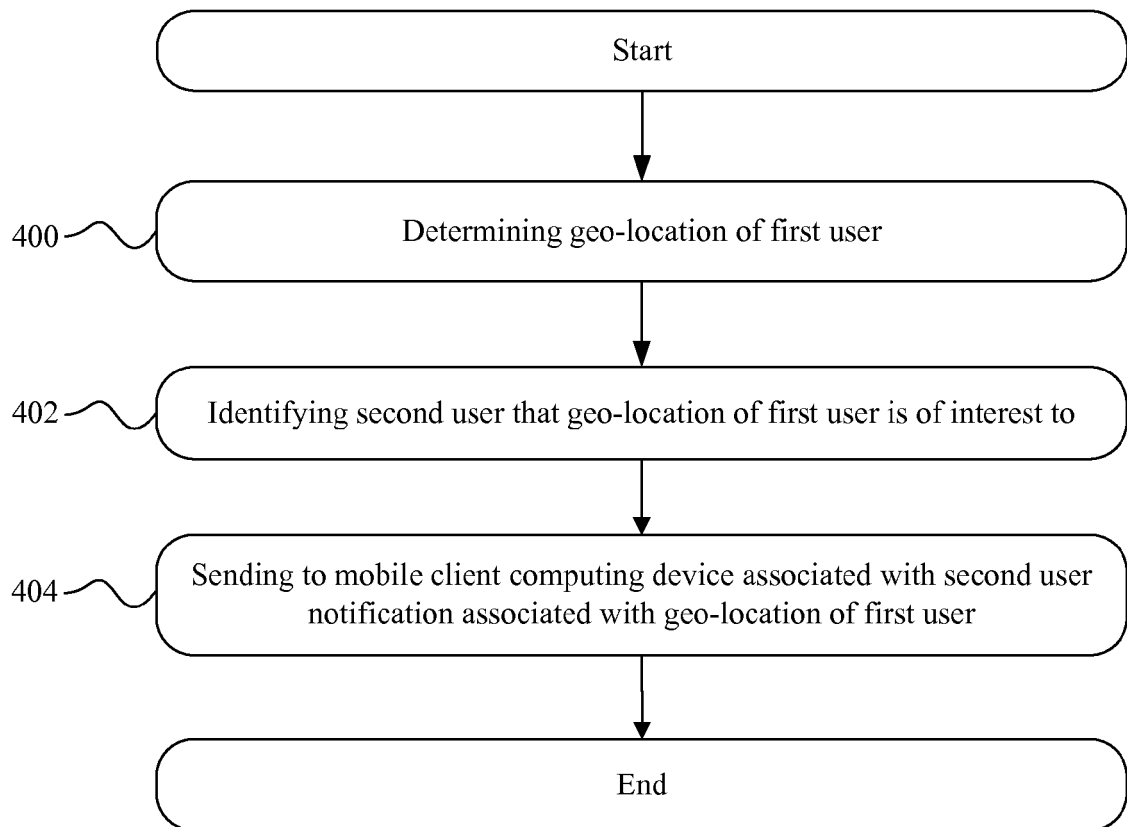 Start
400
Determining geo-location of first user
402
Identifying second user that geo-location of first user is of interest to
404
Sending to mobile client computing device associated with second user
notification associated with geo-location of first user
End